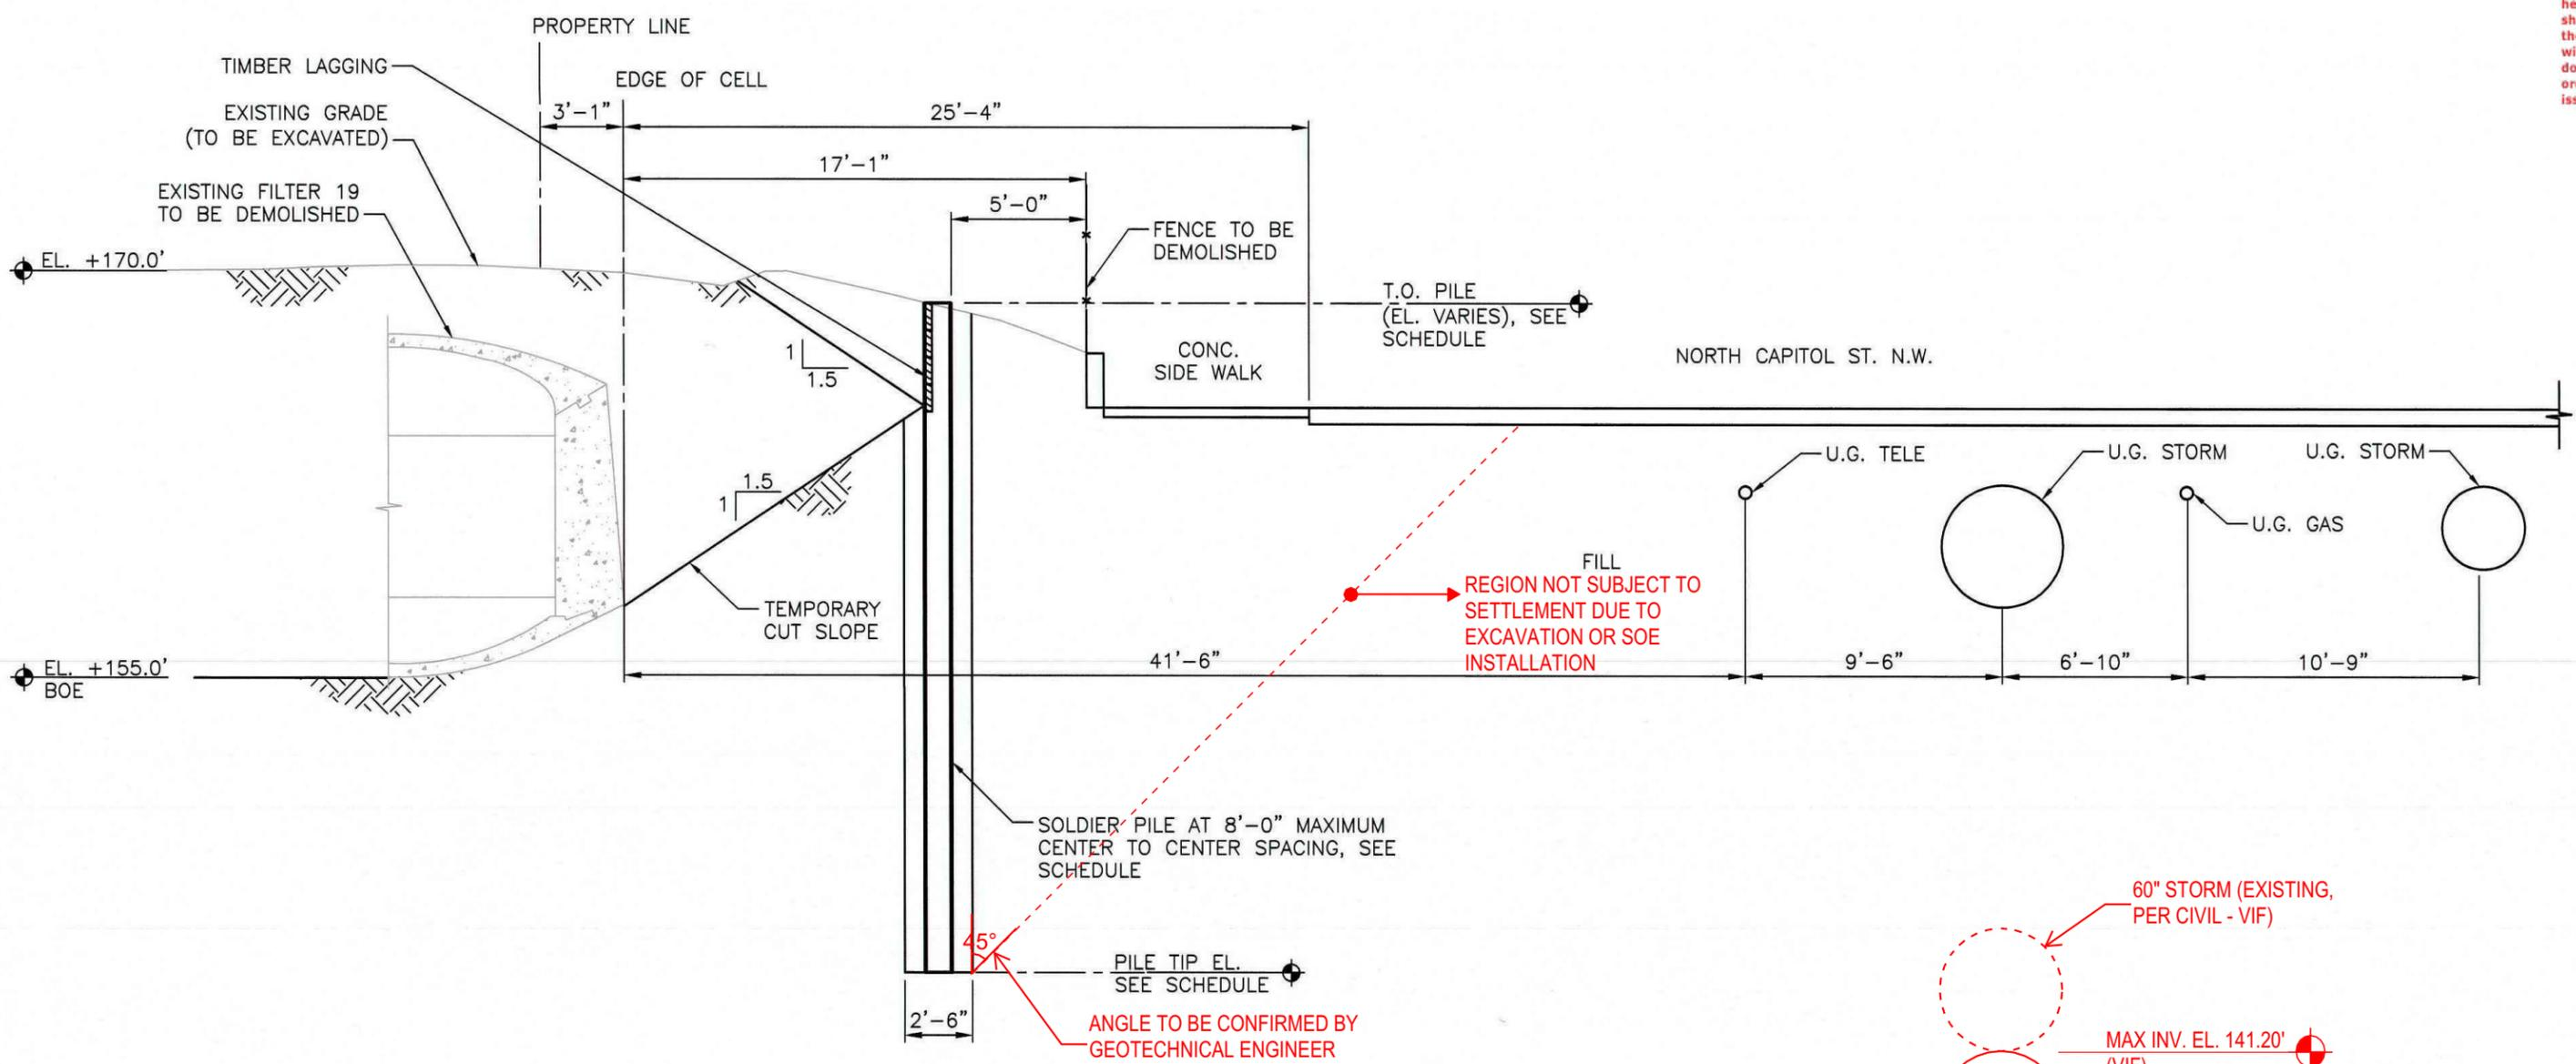 PROPERTY LINE
TIMBER LAGGING
EDGE OF CELL
EXISTING GRADE
(TO BE EXCAVATED)
3'-1"
25'-4"
17'-1"
EXISTING FILTER 19
TO BE DEMOLISHED
5'-0"
FENCE TO BE
DEMOLISHED
EL. +170.0'
T.O. PILE
(EL. VARIES), SEE
SCHEDULE
1
1.5
CONC.
SIDE WALK
NORTH CAPITOL ST. N.W.
U.G. TELE
U.G. STORM
U.G. STORM
1.5
1
U.G. GAS
FILL
REGION NOT SUBJECT TO
SETTLEMENT DUE TO
EXCAVATION OR SOE
INSTALLATION
TEMPORARY
CUT SLOPE
EL. +155.0'
BOE
41'-6"
9'-6"
6'-10"
10'-9"
SOLDIER PILE AT 8'-0" MAXIMUM
CENTER TO CENTER SPACING, SEE
SCHEDULE
60" STORM (EXISTING,
PER CIVIL - VIF)
45°
PILE TIP EL.
SEE SCHEDULE
2'-6"
ANGLE TO BE CONFIRMED BY
GEOTECHNICAL ENGINEER
MAX INV. EL. 141.20'
(VIF)